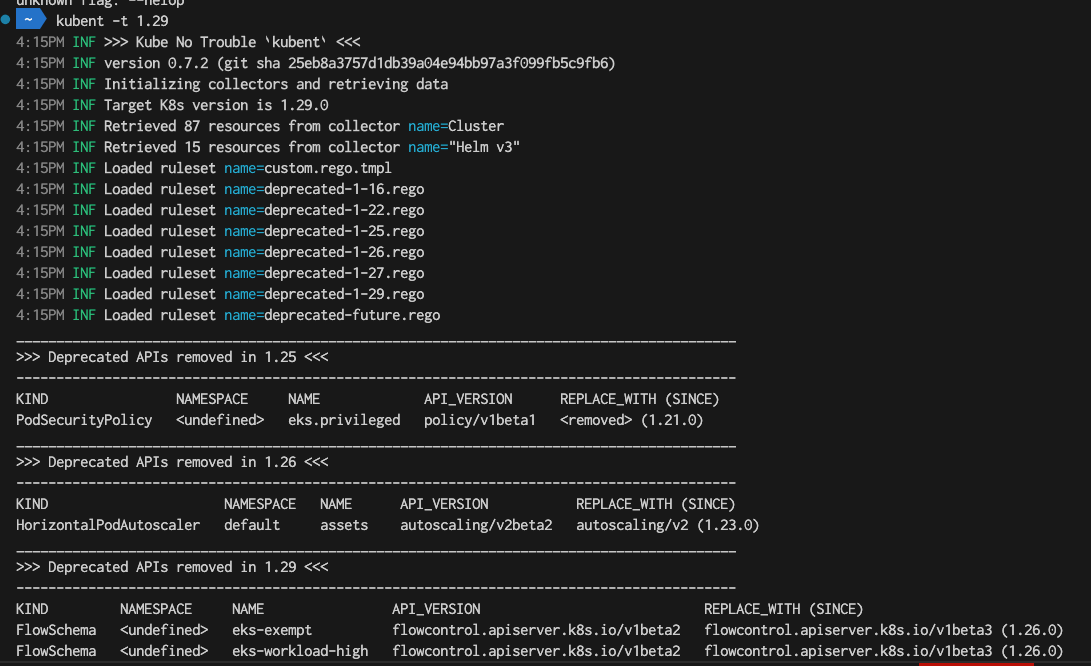 unknown flag: --helop
~ kubent -t 1.29
4:15PM INF >>> Kube No Trouble `kubent` <<<
4:15PM INF version 0.7.2 (git sha 25eb8a3757d1db39a04e94bb97a3f099fb5c9fb6)
4:15PM INF Initializing collectors and retrieving data
4:15PM INF Target K8s version is 1.29.0
4:15PM INF Retrieved 87 resources from collector name=Cluster
4:15PM INF Retrieved 15 resources from collector name="Helm v3"
4:15PM INF Loaded ruleset name=custom.rego.tmpl
4:15PM INF Loaded ruleset name=deprecated-1-16.rego
4:15PM INF Loaded ruleset name=deprecated-1-22.rego
4:15PM INF Loaded ruleset name=deprecated-1-25.rego
4:15PM INF Loaded ruleset name=deprecated-1-26.rego
4:15PM INF Loaded ruleset name=deprecated-1-27.rego
4:15PM INF Loaded ruleset name=deprecated-1-29.rego
4:15PM INF Loaded ruleset name=deprecated-future.rego
__________________________________________________________________________________________
>>> Deprecated APIs removed in 1.25 <<<
------------------------------------------------------------------------------------------
KIND NAMESPACE NAME API_VERSION REPLACE_WITH (SINCE)
PodSecurityPolicy <undefined> eks.privileged policy/v1beta1 <removed> (1.21.0)
__________________________________________________________________________________________
>>> Deprecated APIs removed in 1.26 <<<
------------------------------------------------------------------------------------------
KIND NAMESPACE NAME API_VERSION REPLACE_WITH (SINCE)
HorizontalPodAutoscaler default assets autoscaling/v2beta2 autoscaling/v2 (1.23.0)
__________________________________________________________________________________________
>>> Deprecated APIs removed in 1.29 <<<
------------------------------------------------------------------------------------------
KIND NAMESPACE NAME API_VERSION REPLACE_WITH (SINCE)
FlowSchema <undefined> eks-exempt flowcontrol.apiserver.k8s.io/v1beta2 flowcontrol.apiserver.k8s.io/v1beta3 (1.26.0)
FlowSchema <undefined> eks-workload-high flowcontrol.apiserver.k8s.io/v1beta2 flowcontrol.apiserver.k8s.io/v1beta3 (1.26.0)